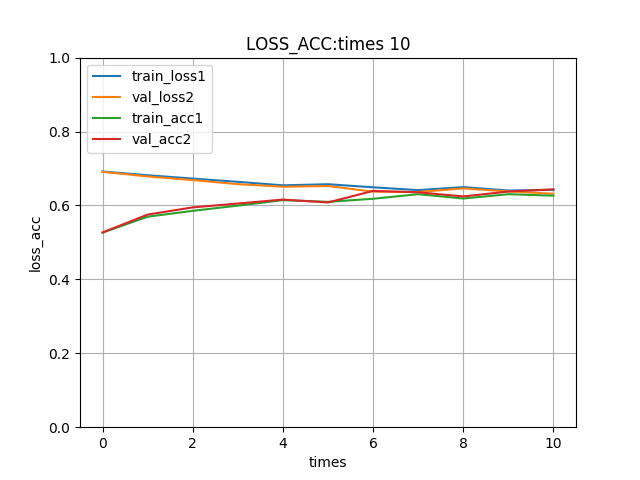 LOSS_ACC:times 10
train_loss1
val_loss2
train_acc1
val_acc2
loss_acc
1.0
0.8
0.6
0.4
0.2
0.0
0 2 4 6 8 10
times